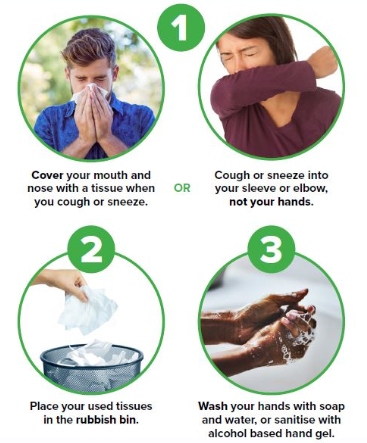 1
Cover your mouth and
nose with a tissue when
you cough or sneeze.
OR
Cough or sneeze into
your sleeve or elbow,
not your hands.
2
Place your used tissues
in the rubbish bin.
3
Wash your hands with soap
and water, or sanitise with
alcohol based hand gel.